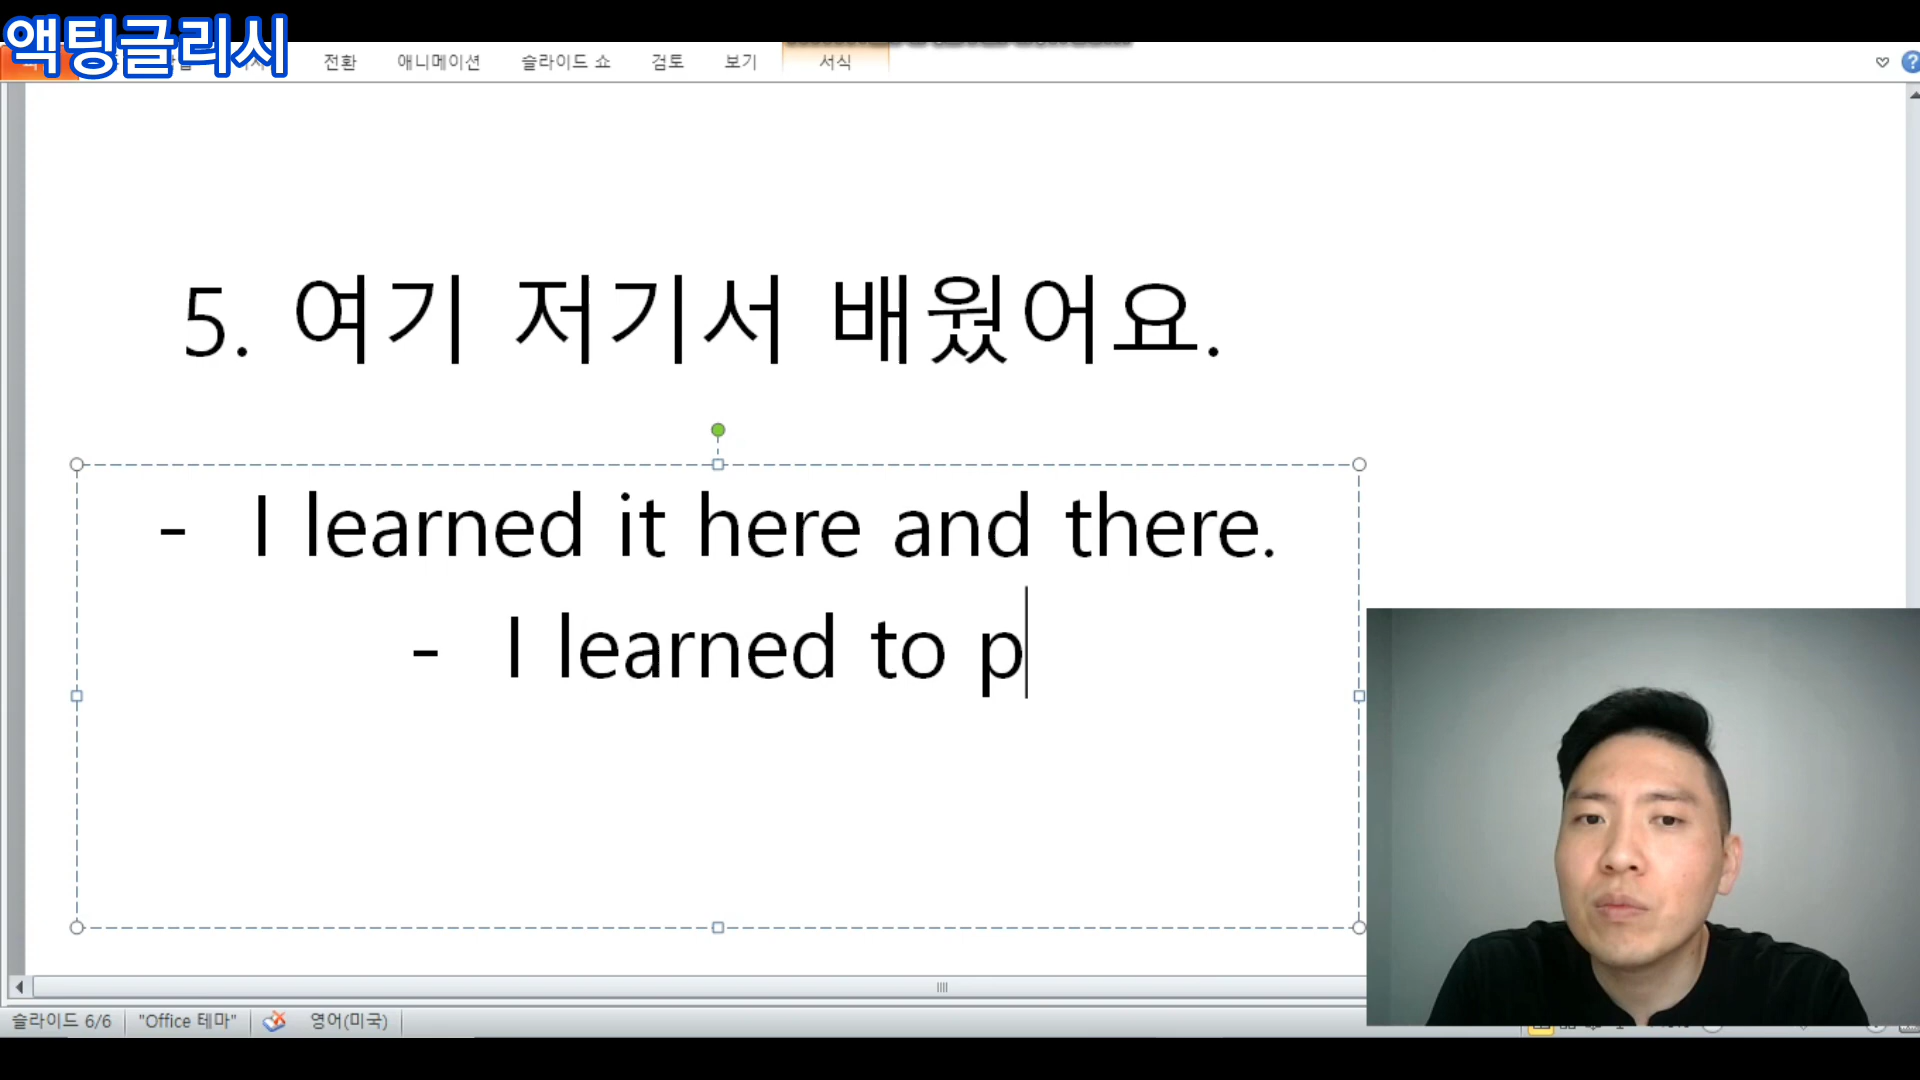 액팅글리시
전환 애니메이션 슬라이드 쇼 검토 보기 서식
5. 여기 저기서 배웠어요.
- I learned it here and there.
- I learned to p
슬라이드 6/6 "Office 테마" 영어(미국)